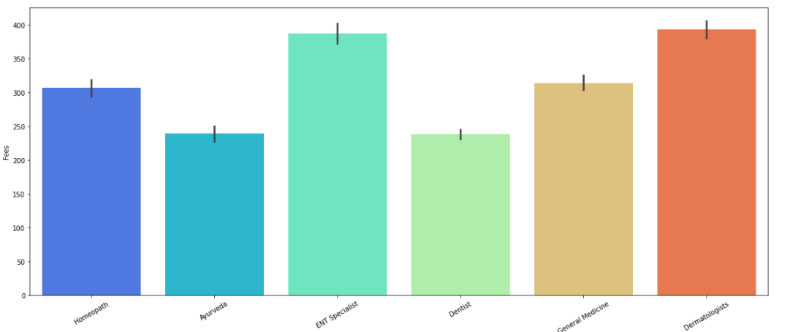 Fees
400
350
300
250
200
150
100
50
0
Homeopath
Ayurveda
ENT Specialist
Dentist
General Medicine
Dermatologists